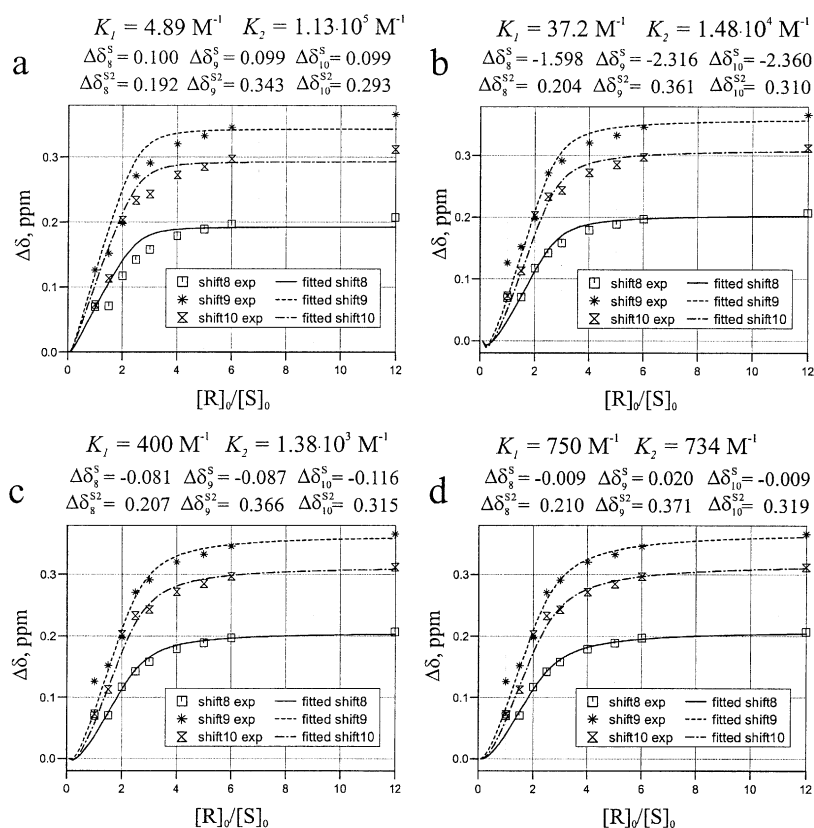 a
K₁ = 4.89 M⁻¹ K₂ = 1.13·10⁵ M⁻¹
Δδ₈ˢ = 0.100 Δδ₉ˢ = 0.099 Δδ₁₀ˢ = 0.099
Δδ₈ˢ² = 0.192 Δδ₉ˢ² = 0.343 Δδ₁₀ˢ² = 0.293
Δδ, ppm
0.3
0.2
0.1
0.0
shift8 exp fitted shift8
shift9 exp fitted shift9
shift10 exp fitted shift10
0 2 4 6 8 10 12
[R]₀/[S]₀
b
K₁ = 37.2 M⁻¹ K₂ = 1.48·10⁴ M⁻¹
Δδ₈ˢ = -1.598 Δδ₉ˢ = -2.316 Δδ₁₀ˢ = -2.360
Δδ₈ˢ² = 0.204 Δδ₉ˢ² = 0.361 Δδ₁₀ˢ² = 0.310
Δδ, ppm
0.3
0.2
0.1
0.0
shift8 exp fitted shift8
shift9 exp fitted shift9
shift10 exp fitted shift10
0 2 4 6 8 10 12
[R]₀/[S]₀
c
K₁ = 400 M⁻¹ K₂ = 1.38·10³ M⁻¹
Δδ₈ˢ = -0.081 Δδ₉ˢ = -0.087 Δδ₁₀ˢ = -0.116
Δδ₈ˢ² = 0.207 Δδ₉ˢ² = 0.366 Δδ₁₀ˢ² = 0.315
Δδ, ppm
0.3
0.2
0.1
0.0
shift8 exp fitted shift8
shift9 exp fitted shift9
shift10 exp fitted shift10
0 2 4 6 8 10 12
[R]₀/[S]₀
d
K₁ = 750 M⁻¹ K₂ = 734 M⁻¹
Δδ₈ˢ = -0.009 Δδ₉ˢ = 0.020 Δδ₁₀ˢ = -0.009
Δδ₈ˢ² = 0.210 Δδ₉ˢ² = 0.371 Δδ₁₀ˢ² = 0.319
Δδ, ppm
0.3
0.2
0.1
0.0
shift8 exp fitted shift8
shift9 exp fitted shift9
shift10 exp fitted shift10
0 2 4 6 8 10 12
[R]₀/[S]₀